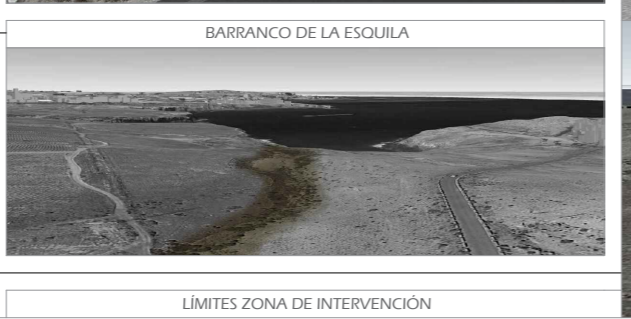 BARRANCO DE LA ESQUILA
LÍMITES ZONA DE INTERVENCIÓN